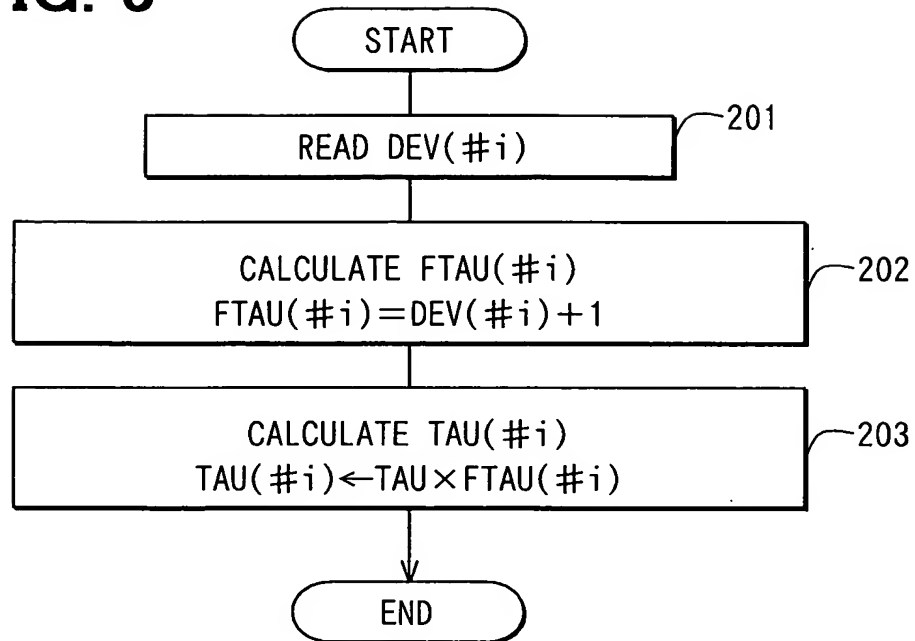 START
READ DEV(#i)
201
CALCULATE FTAU(#i)
FTAU(#i)=DEV(#i)+1
202
CALCULATE TAU(#i)
TAU(#i)←TAU×FTAU(#i)
203
END